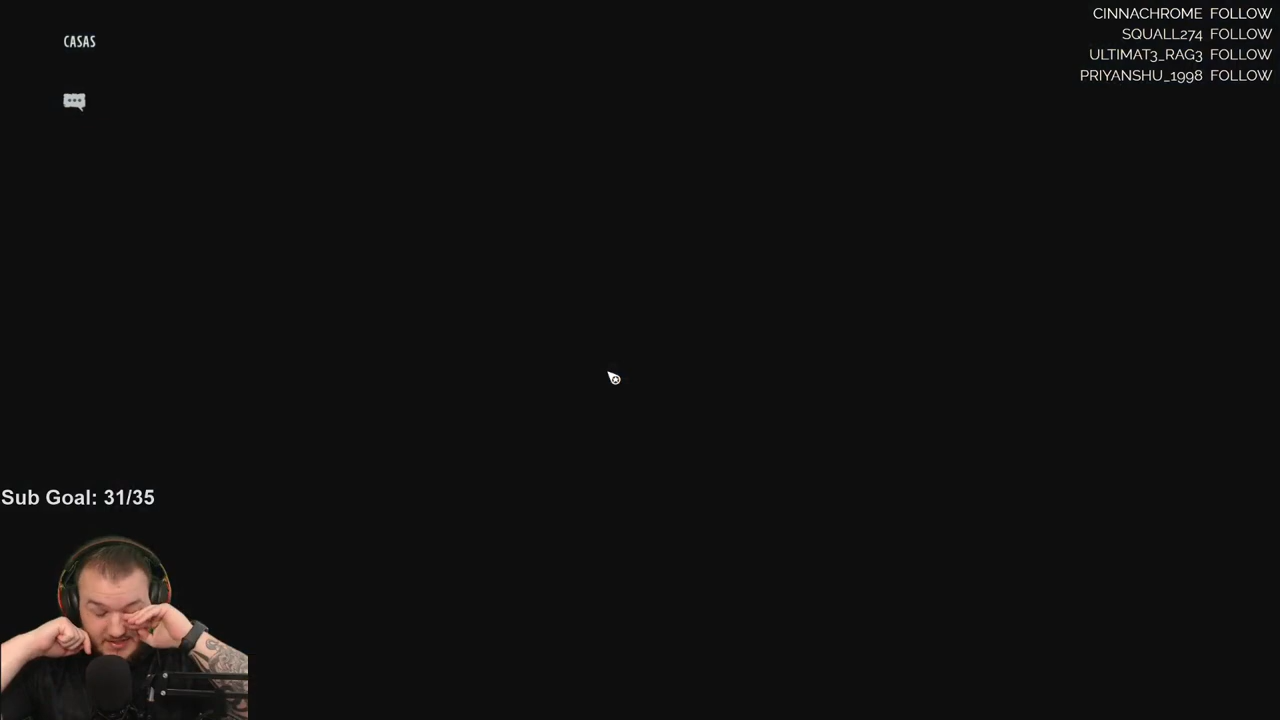 CASAS
CINNACHROME FOLLOW
SQUALL274 FOLLOW
ULTIMAT3_RAG3 FOLLOW
PRIYANSHU_1998 FOLLOW
Sub Goal: 31/35